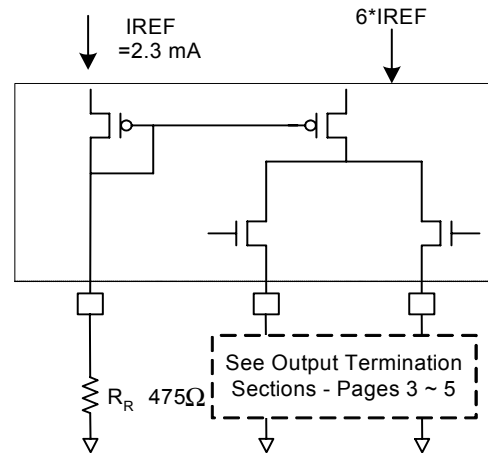 IREF
=2.3 mA
6*IREF
See Output Termination
Sections - Pages 3 ~ 5
RR 475Ω